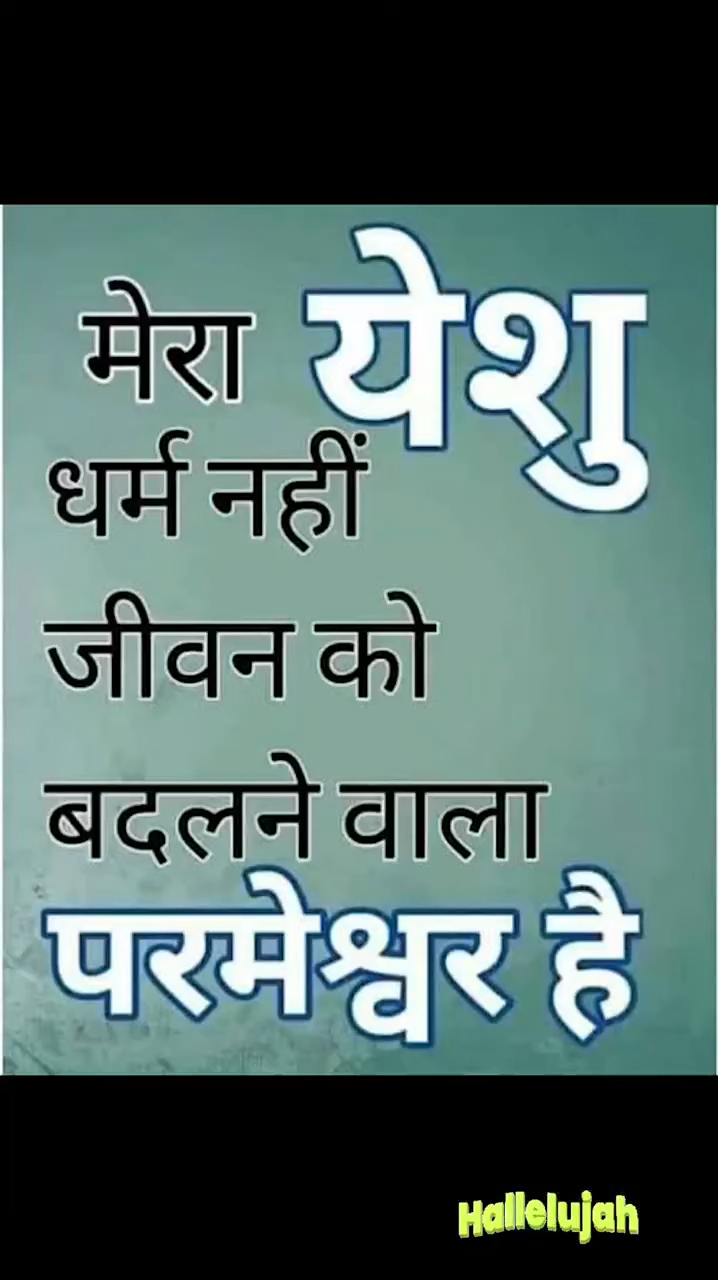 मेरा येशु
धर्म नहीं
जीवन को
बदलने वाला
परमेश्वर है
Hallelujah